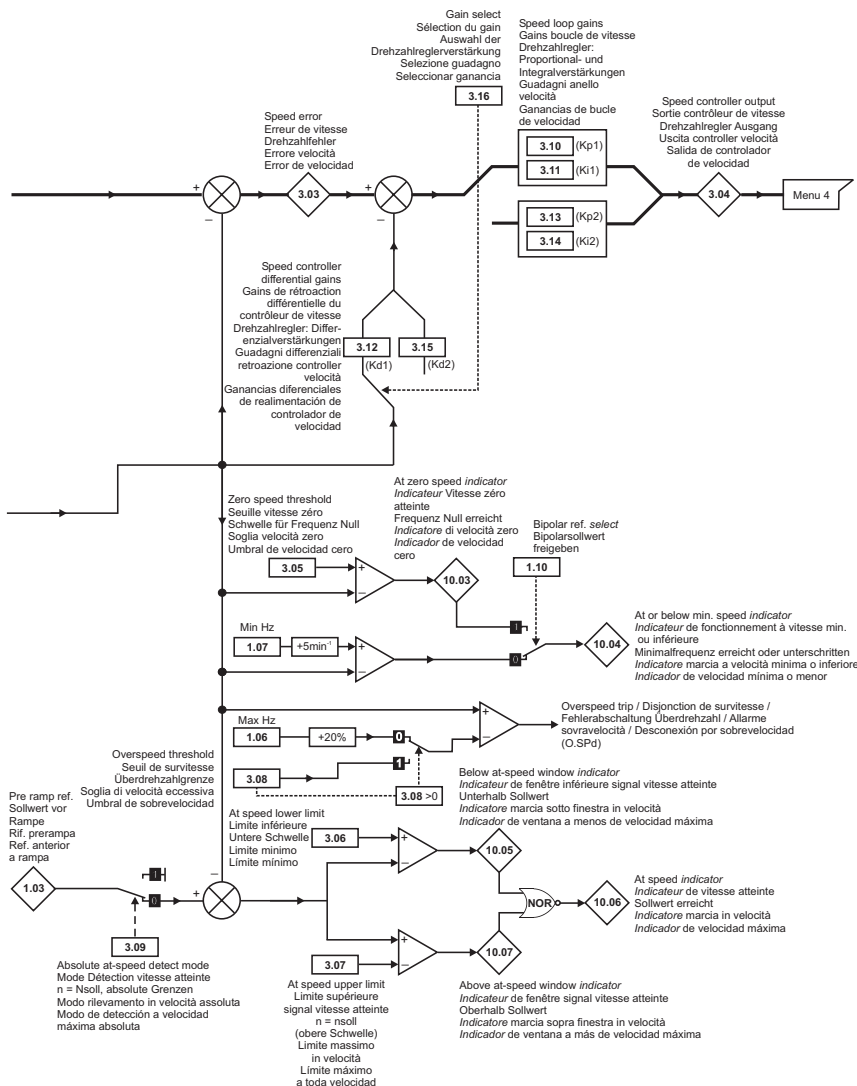 Gain select
Sélection du gain
Auswahl der
Drehzahlreglerverstärkung
Selezione guadagno
Seleccionar ganancia
3.16
Speed loop gains
Gains boucle de vitesse
Drehzahlregler:
Proportional- und
Integralverstärkungen
Guadagni anello
velocità
Ganancias de bucle
de velocidad
3.10 (Kp1)
3.11 (Ki1)
3.13 (Kp2)
3.14 (Ki2)
Speed error
Erreur de vitesse
Drehzahlfehler
Errore velocità
Error de velocidad
+
–
3.03
+
–
Speed controller output
Sortie contrôleur de vitesse
Drehzahlregler Ausgang
Uscita controller velocità
Salida de controlador
de velocidad
3.04
Menu 4
Speed controller
differential gains
Gains de rétroaction
différentielle du
contrôleur de vitesse
Drehzahlregler: Differ-
enzialverstärkungen
Guadagni differenziali
retroazione controller
velocità
Ganancias diferenciales
de realimentación de
controlador de
velocidad
3.12
(Kd1)
3.15
(Kd2)
Zero speed threshold
Seuille vitesse zéro
Schwelle für Frequenz Null
Soglia velocità zero
Umbral de velocidad cero
3.05
+
–
At zero speed indicator
Indicateur Vitesse zéro
atteinte
Frequenz Null erreicht
Indicatore di velocità zero
Indicador de velocidad
cero
10.03
Bipolar ref. select
Bipolarsollwert
freigeben
1.10
1
0
Min Hz
1.07
+5min-1
+
–
10.04
At or below min. speed indicator
Indicateur de fonctionnement à vitesse min.
ou inférieure
Minimalfrequenz erreicht oder unterschritten
Indicatore marcia a velocità minima o inferiore
Indicador de velocidad mínima o menor
Max Hz
1.06
+20%
0
1
3.08
3.08 >0
+
–
Overspeed trip / Disjonction de survitesse /
Fehlerabschaltung Überdrehzahl / Allarme
sovravelocità / Desconexión por sobrevelocidad
(O.SPd)
Overspeed threshold
Seuil de survitesse
Überdrehzahlgrenze
Soglia di velocità eccessiva
Umbral de sobrevelocidad
Below at-speed window indicator
Indicateur de fenêtre inférieure signal vitesse atteinte
Unterhalb Sollwert
Indicatore marcia sotto finestra in velocità
Indicador de ventana a menos de velocidad máxima
Pre ramp ref.
Sollwert vor
Rampe
Rif. prerampa
Ref. anterior
a rampa
1.03
1
0
3.09
Absolute at-speed detect mode
Mode Détection vitesse atteinte
n = Nsoll, absolute Grenzen
Modo rilevamento in velocità assoluta
Modo de detección a velocidad
máxima absoluta
+
–
At speed lower limit
Limite inférieure
Untere Schwelle
Limite minimo
Límite mínimo
3.06
+
–
10.05
NOR
10.06
At speed indicator
Indicateur de vitesse atteinte
Sollwert erreicht
Indicatore marcia in velocità
Indicador de velocidad máxima
3.07
+
–
10.07
At speed upper limit
Limite supérieure
signal vitesse atteinte
n = nsoll
(obere Schwelle)
Limite massimo
in velocità
Límite máximo
a toda velocidad
Above at-speed window indicator
Indicateur de fenêtre signal vitesse atteinte
Oberhalb Sollwert
Indicatore marcia sopra finestra in velocità
Indicador de ventana a más de velocidad máxima